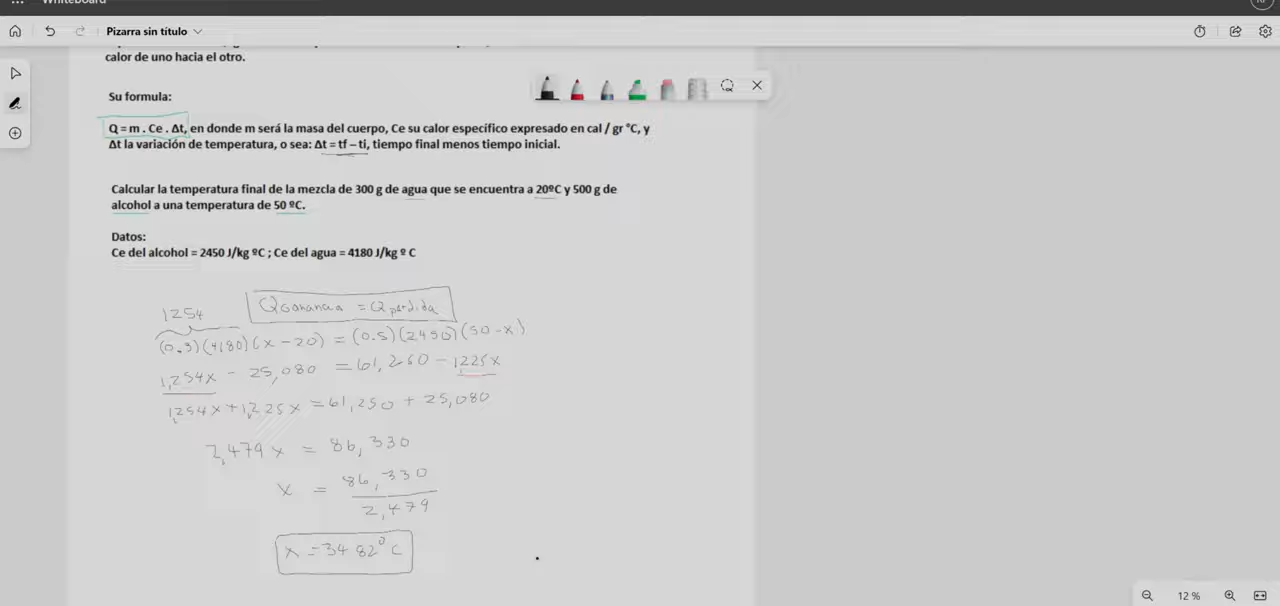 Whiteboard
Pizarra sin título
calor de uno hacia el otro.
Su formula:
Q = m . Ce . Δt, en donde m será la masa del cuerpo, Ce su calor específico expresado en cal / gr °C, y
Δt la variación de temperatura, o sea: Δt = tf – ti, tiempo final menos tiempo inicial.
Calcular la temperatura final de la mezcla de 300 g de agua que se encuentra a 20ºC y 500 g de
alcohol a una temperatura de 50 ºC.
Datos:
Ce del alcohol = 2450 J/kg ºC ; Ce del agua = 4180 J/kg º C
1254 Qganancia = Qperdida
(0.3)(4180)(x - 20) = (0.5)(2450)(50 - x)
1,254x - 25,080 = 61,250 - 1225x
1,254x + 1,225x = 61,250 + 25,080
2,479x = 86,330
x = 86,330
2,479
x = 34 82° C
12 %